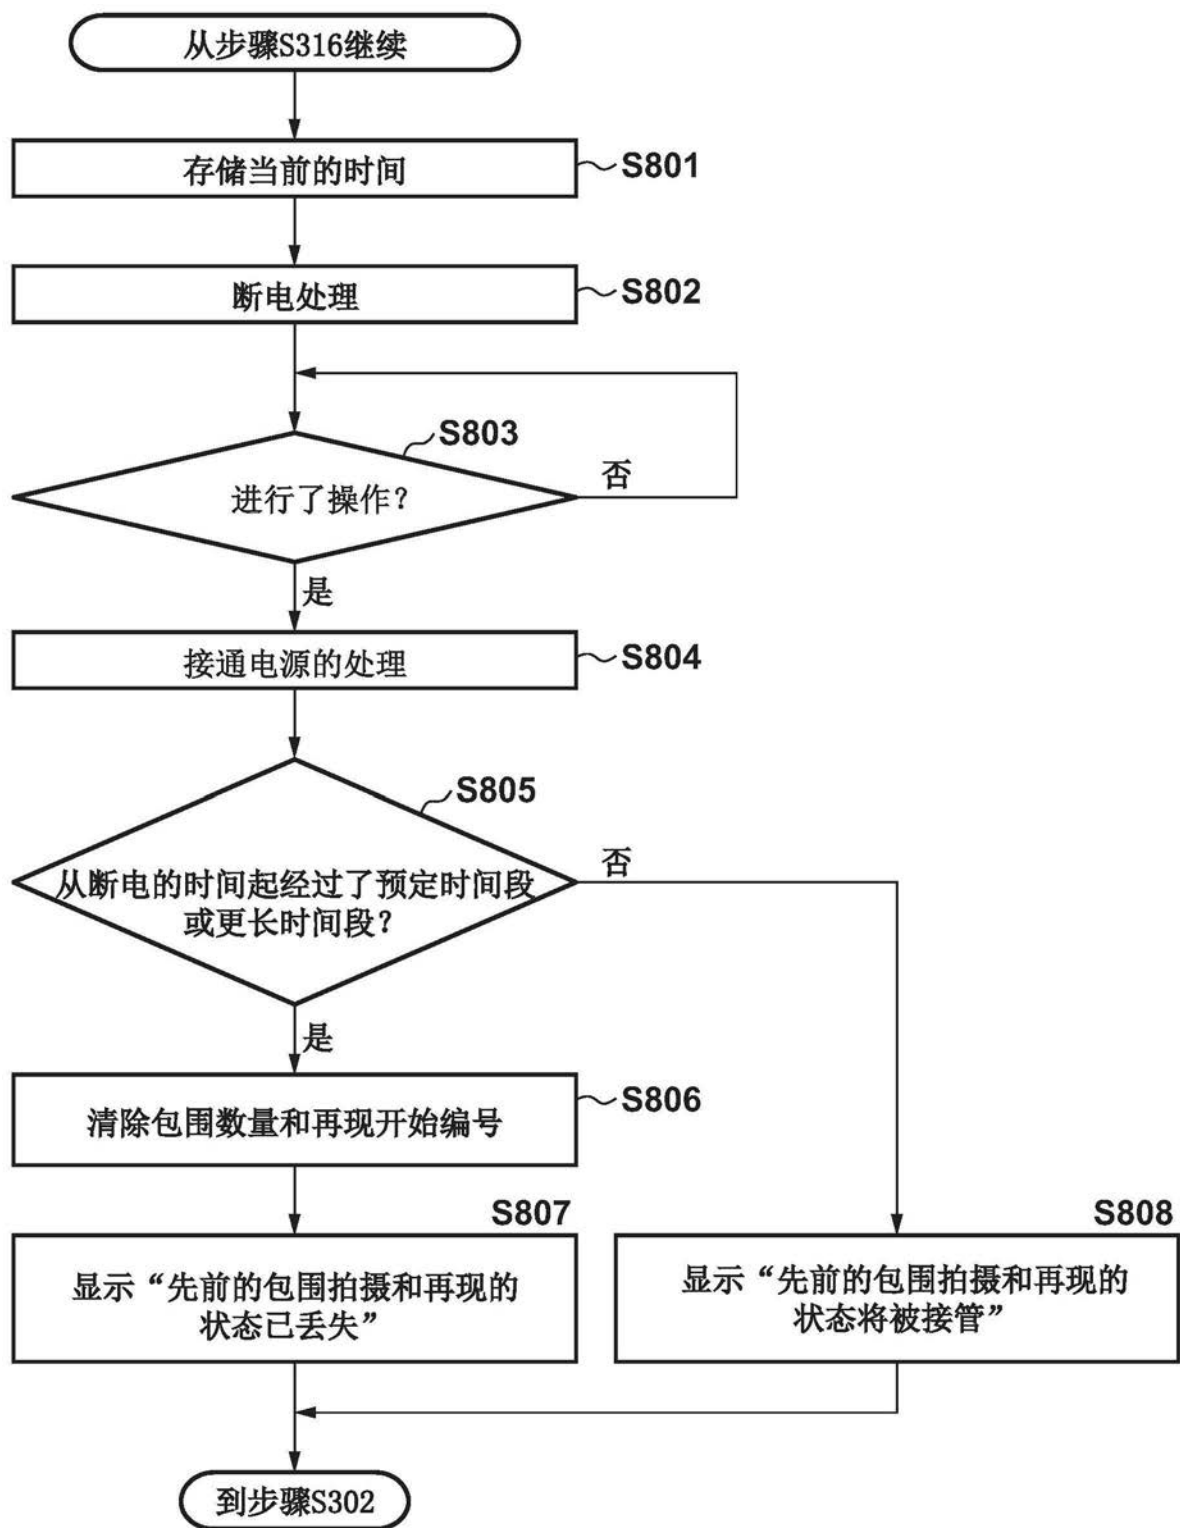 从步骤S316继续
存储当前的时间
S801
断电处理
S802
S803
进行了操作?
否
是
接通电源的处理
S804
S805
从断电的时间起经过了预定时间段
或更长时间段?
否
是
清除包围数量和再现开始编号
S806
S807
显示“先前的包围拍摄和再现的
状态已丢失”
S808
显示“先前的包围拍摄和再现的
状态将被接管”
到步骤S302